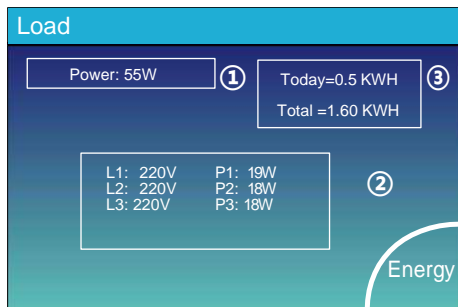 Load
Power: 55W ①
Today=0.5 KWH ③
Total =1.60 KWH
L1: 220V P1: 19W
L2: 220V P2: 18W ②
L3: 220V P3: 18W
Energy